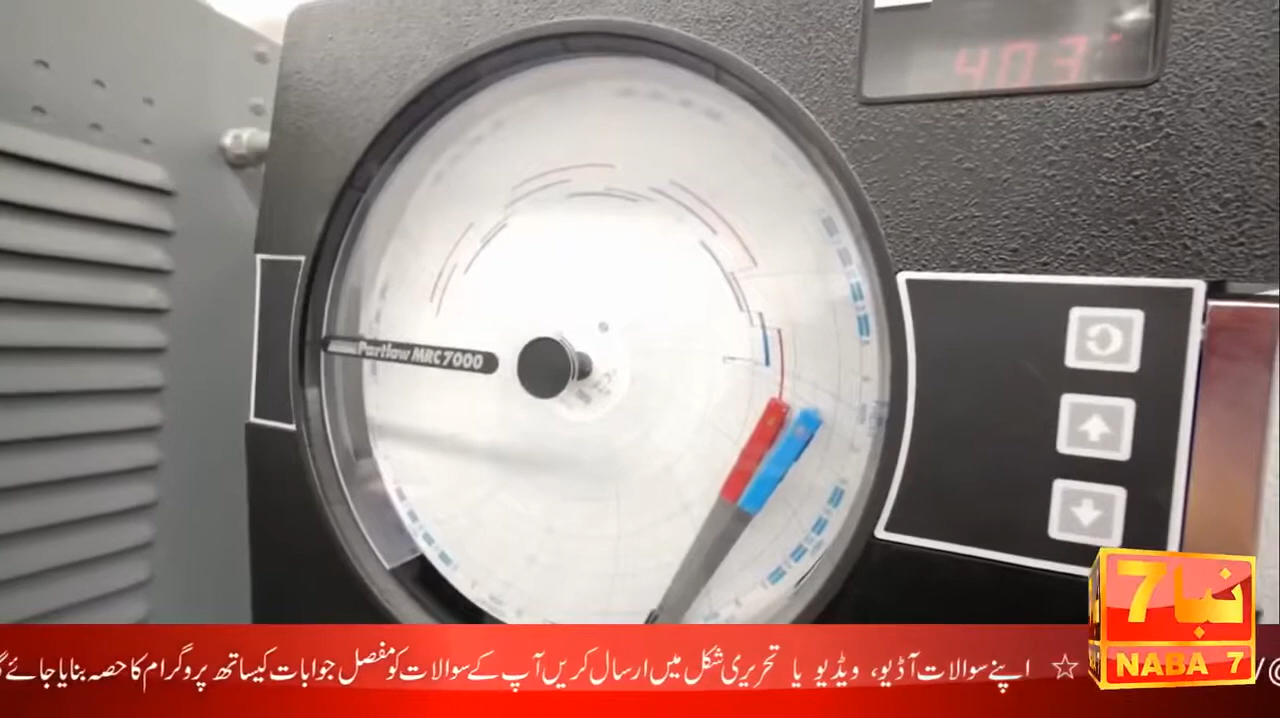 403
Partlow MRC 7000
نبا 7
NABA 7
اپنے سوالات آڈیو، ویڈیو یا تحریری شکل میں ارسال کریں آپ کے سوالات کو مفصل جوابات کیساتھ پروگرام کا حصہ بنایا جائے گا ☆ /@